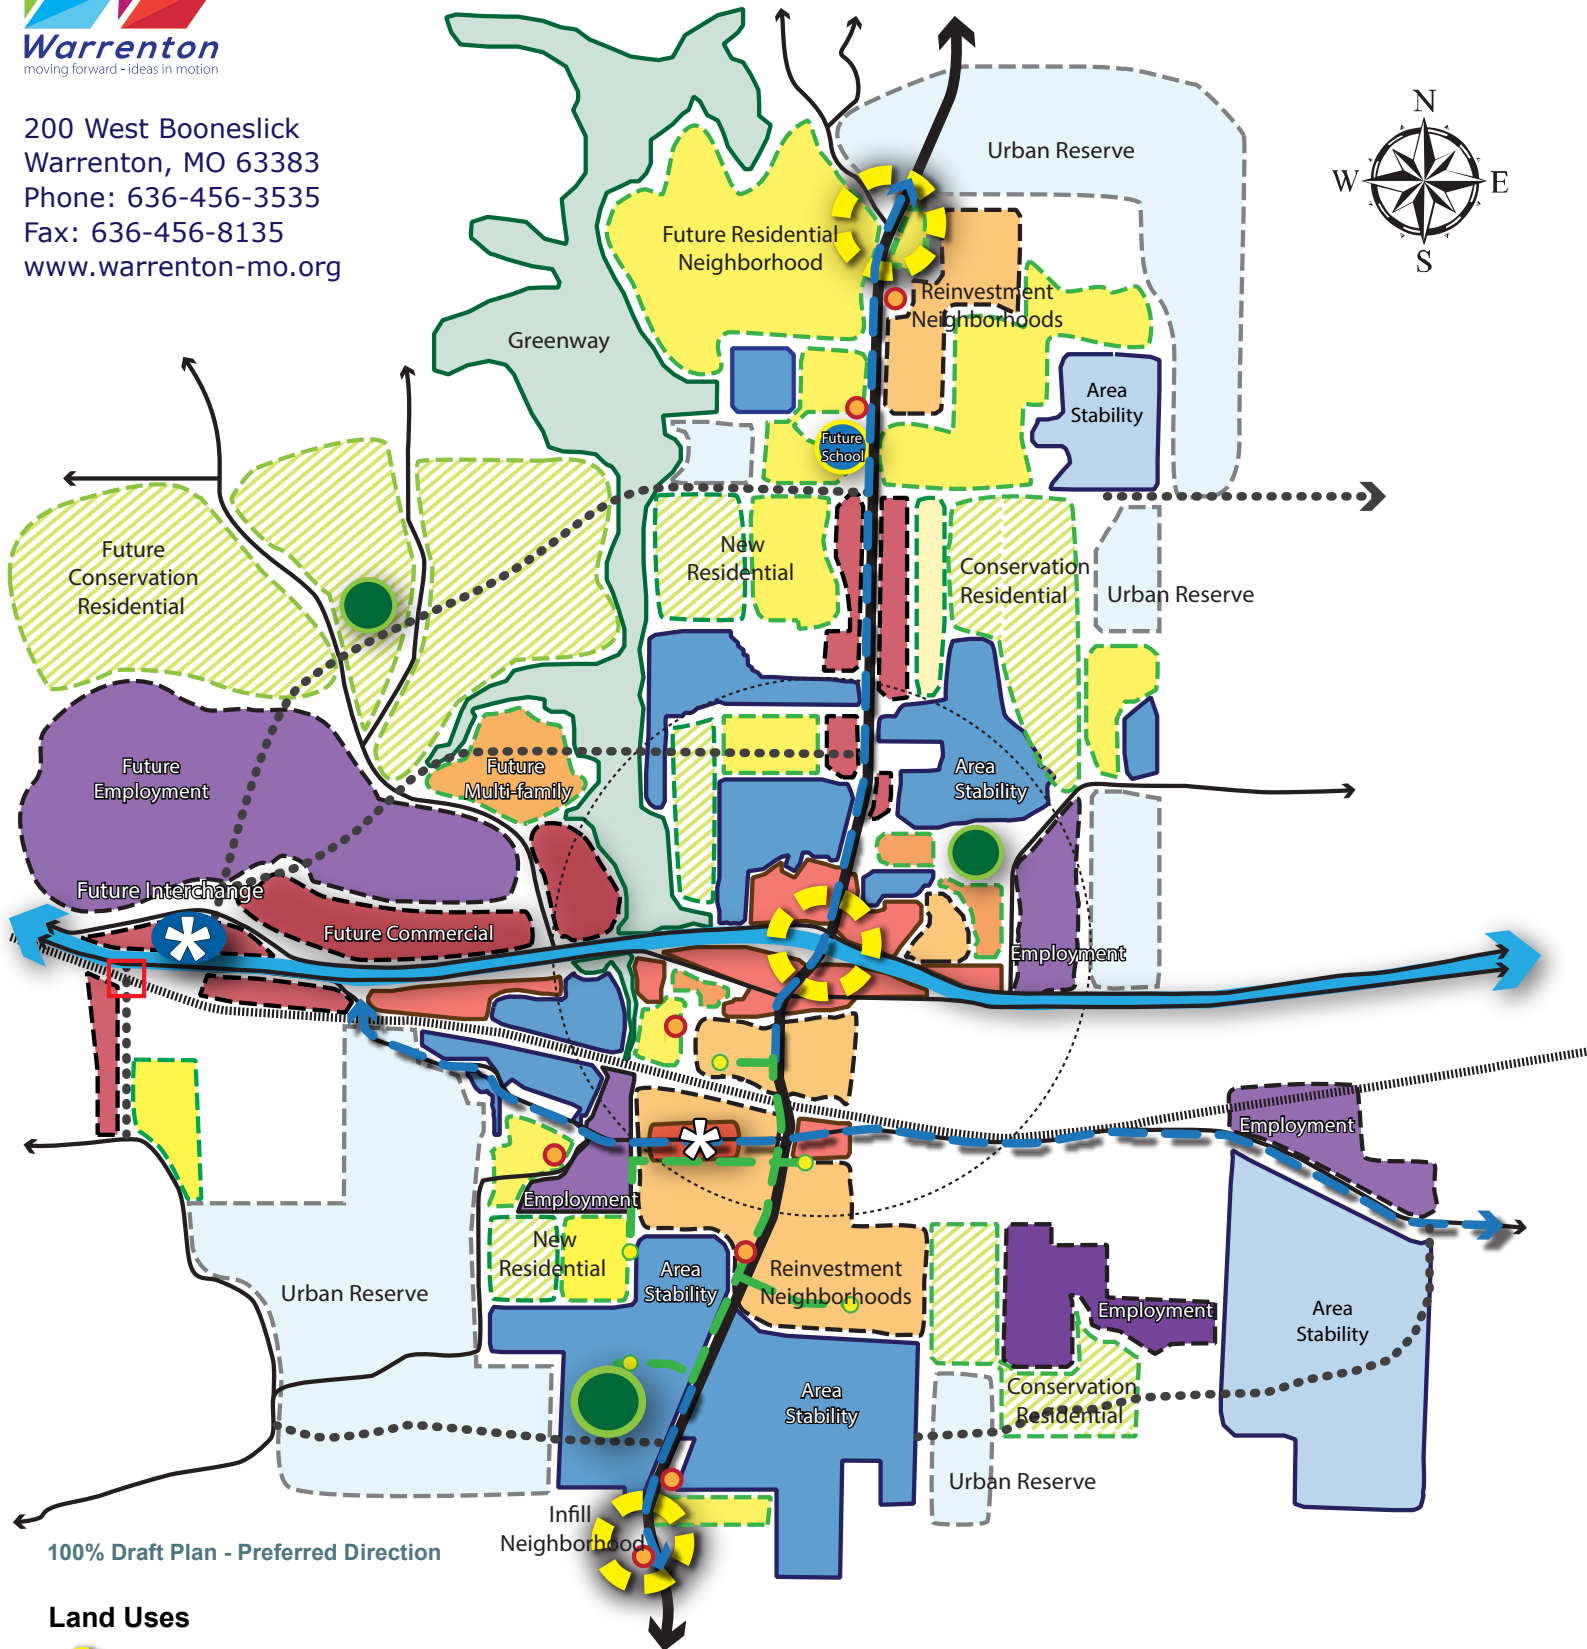 Warrenton
moving forward - ideas in motion
200 West Booneslick
Warrenton, MO 63383
Phone: 636-456-3535
Fax: 636-456-8135
www.warrenton-mo.org
N
W
E
S
Urban Reserve
Future Residential
Neighborhood
Reinvestment
Neighborhoods
Greenway
Area
Stability
Future
School
Future
Conservation
Residential
New
Residential
Conservation
Residential
Urban Reserve
Future
Employment
Future
Multi-family
Area
Stability
Future Interchange
Future Commercial
Employment
Employment
Employment
New
Residential
Area
Stability
Reinvestment
Neighborhoods
Urban Reserve
Employment
Area
Stability
Area
Stability
Conservation
Residential
Urban Reserve
Infill
Neighborhood
100% Draft Plan - Preferred Direction
Land Uses